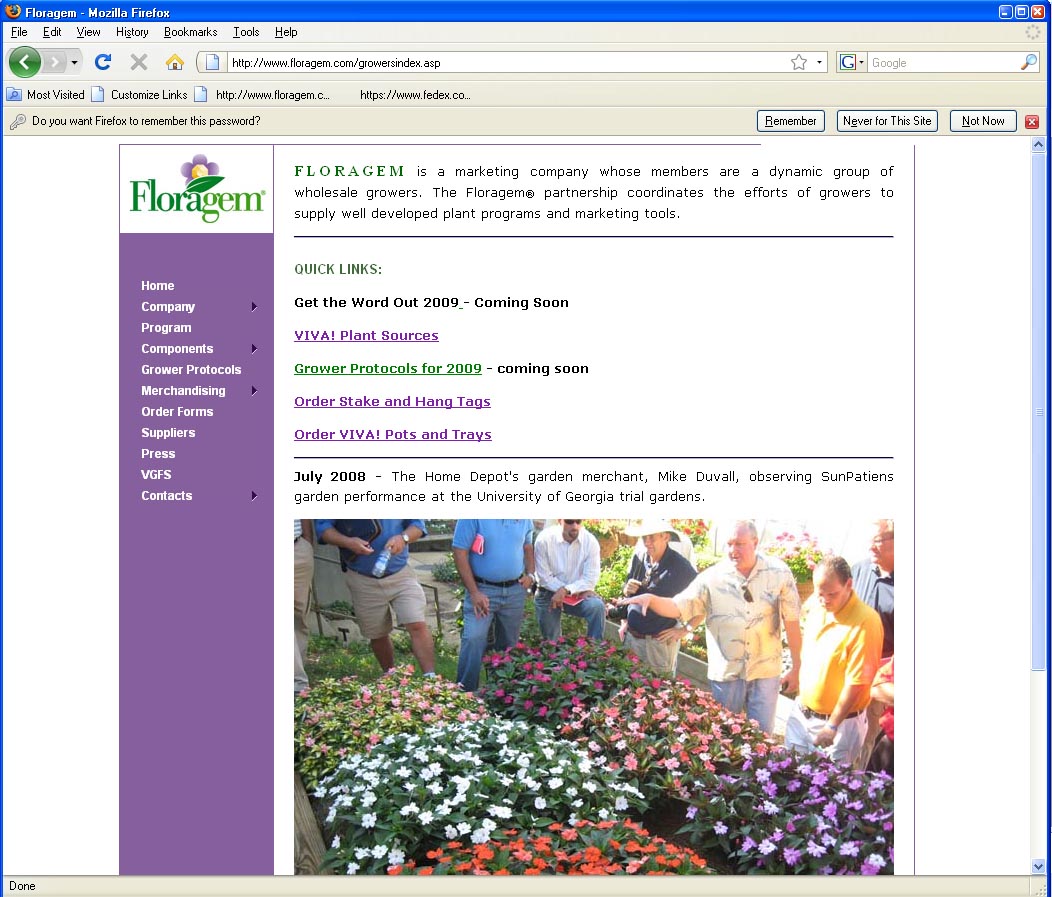 Floragem - Mozilla Firefox
File Edit View History Bookmarks Tools Help
http://www.floragem.com/growersindex.asp
G Google
Most Visited Customize Links http://www.floragem.c... https://www.fedex.co...
Do you want Firefox to remember this password? Remember Never for This Site Not Now
Floragem®
FLORAGEM is a marketing company whose members are a dynamic group of
wholesale growers. The Floragem® partnership coordinates the efforts of growers to
supply well developed plant programs and marketing tools.
Home
Company
Program
Components
Grower Protocols
Merchandising
Order Forms
Suppliers
Press
VGFS
Contacts
QUICK LINKS:
Get the Word Out 2009 - Coming Soon
VIVA! Plant Sources
Grower Protocols for 2009 - coming soon
Order Stake and Hang Tags
Order VIVA! Pots and Trays
July 2008 - The Home Depot's garden merchant, Mike Duvall, observing SunPatiens
garden performance at the University of Georgia trial gardens.
Done